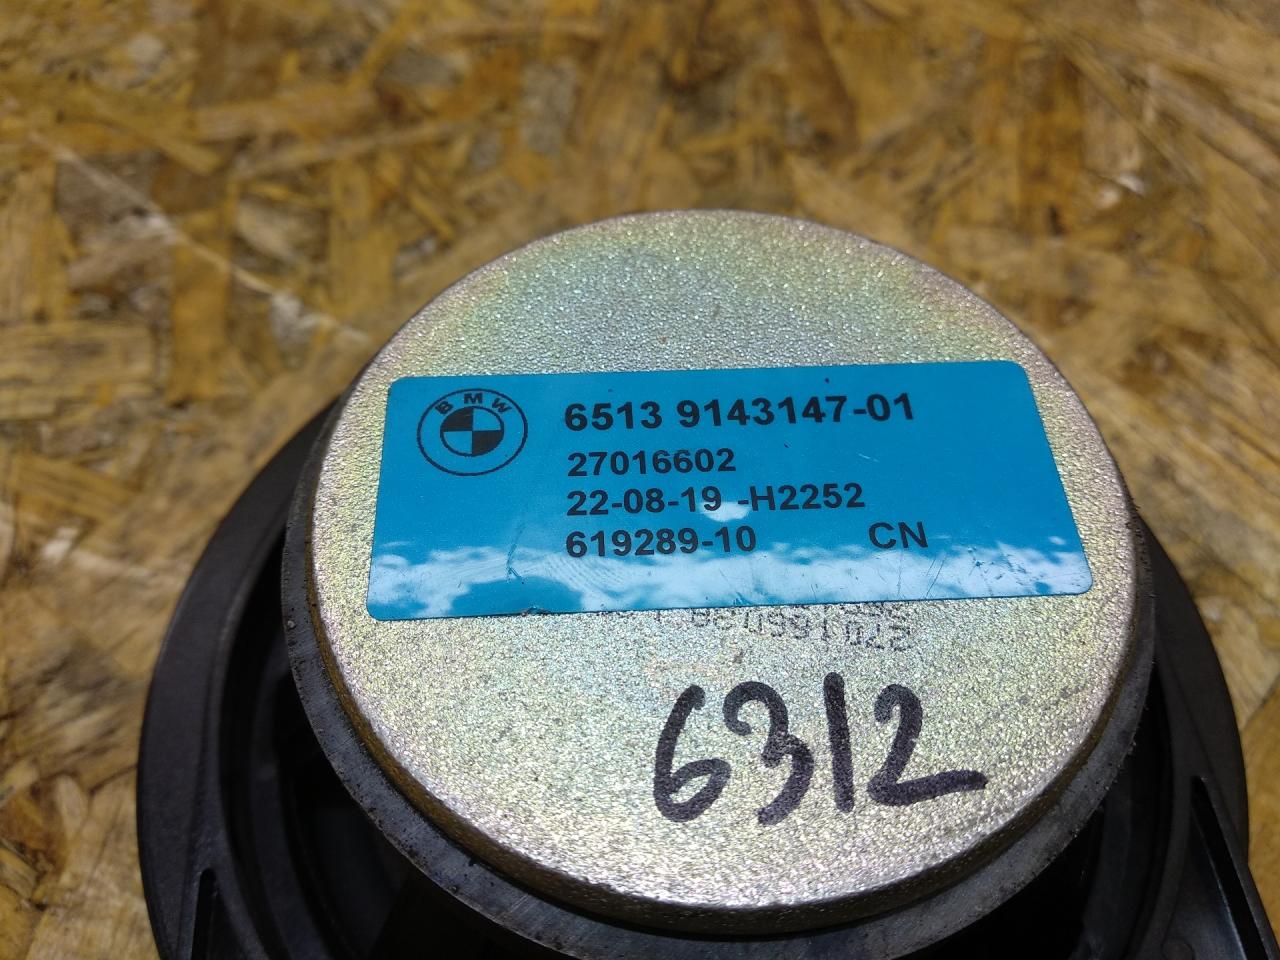 BMW
6513 9143147-01
27016602
22-08-19 -H2252
619289-10 CN
6312